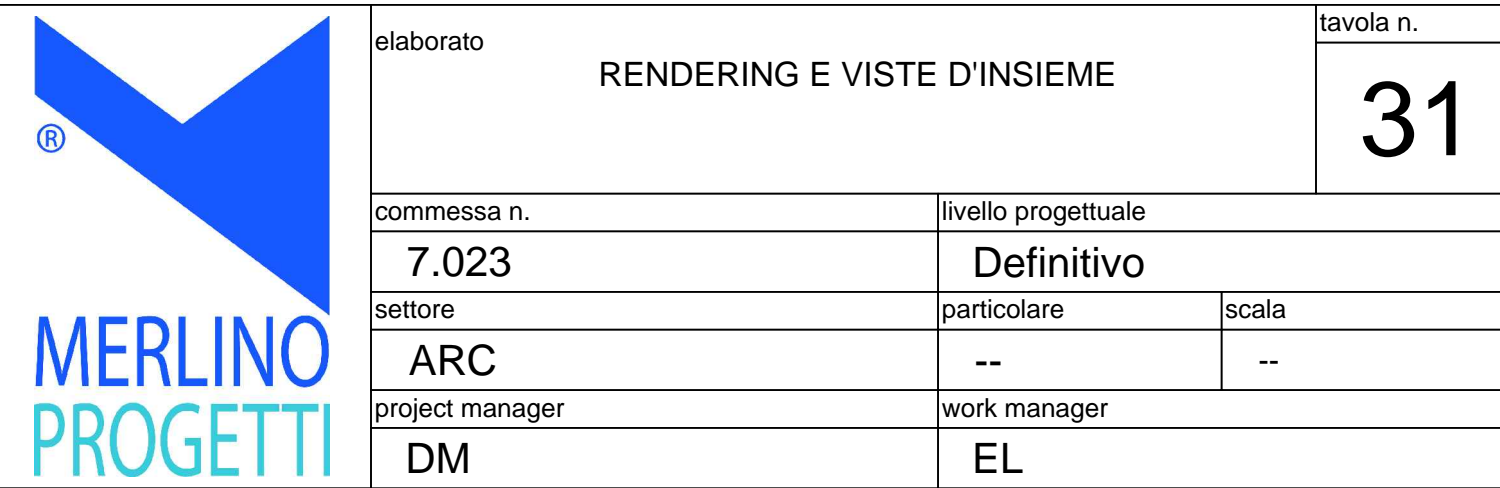 ®
MERLINO
PROGETTI
elaborato
RENDERING E VISTE D'INSIEME
tavola n.
31
commessa n.
7.023
livello progettuale
Definitivo
settore
ARC
particolare
--
scala
--
project manager
DM
work manager
EL